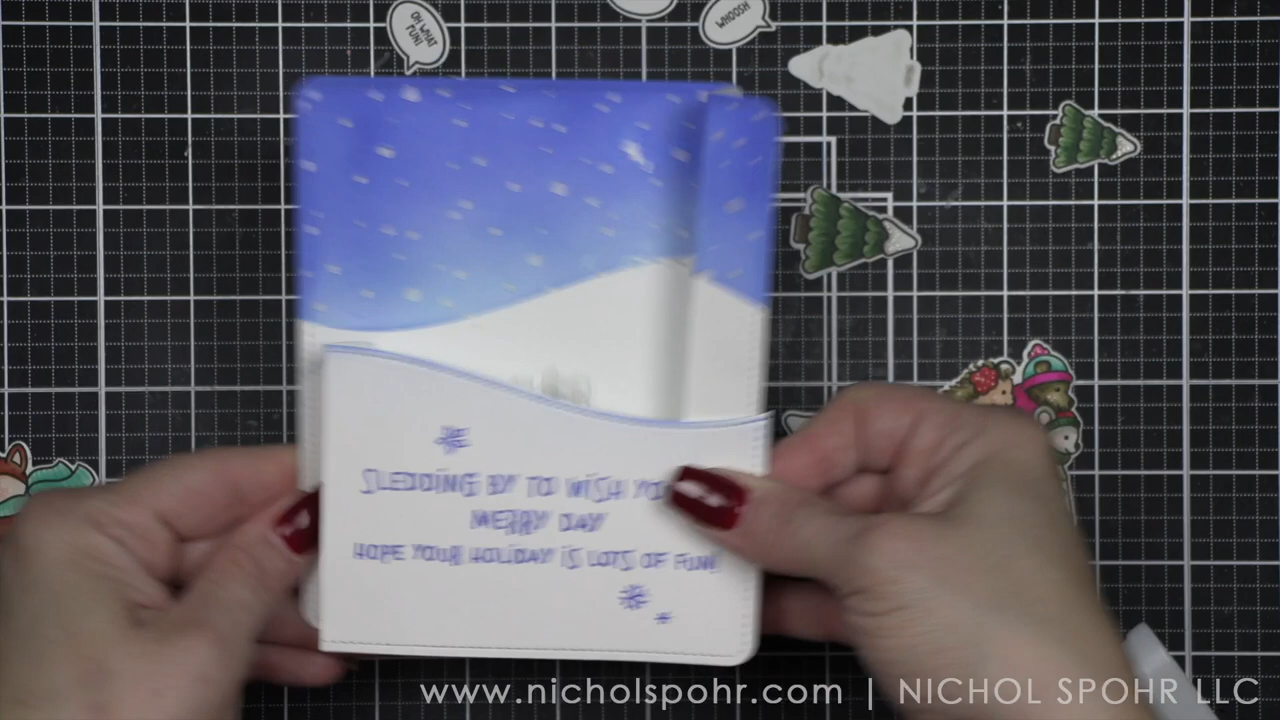 OH WHAT
FUN!
WHOOSH
SLEDDING BY TO WISH
MERRY DAY
HOPE YOUR HOLIDAY IS LOTS OF FUN!
www.nicholspohr.com | NICHOL SPOHR LLC